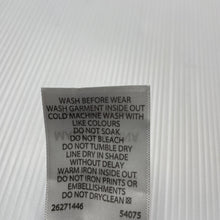 WASH BEFORE WEAR
WASH GARMENT INSIDE OUT
COLD MACHINE WASH WITH
LIKE COLOURS
DO NOT SOAK
DO NOT BLEACH
DO NOT TUMBLE DRY
LINE DRY IN SHADE
WITHOUT DELAY
WARM IRON INSIDE OUT
DO NOT IRON PRINTS OR
EMBELLISHMENTS
DO NOT DRYCLEAN
26271446 54075